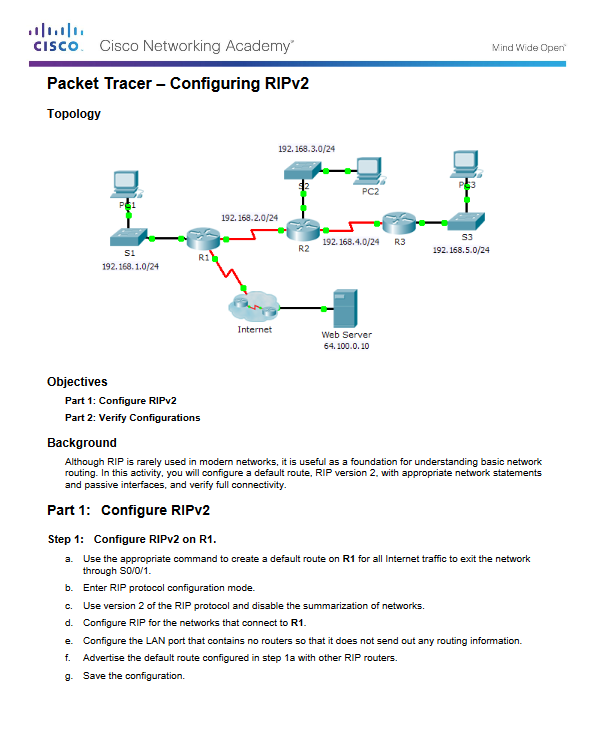 CISCO. Cisco Networking Academy® Mind Wide Open®
Packet Tracer – Configuring RIPv2
Topology
192.168.3.0/24
S2
PC2
PC3
PC1
192.168.2.0/24
S1
R1
R2
192.168.4.0/24
R3
S3
192.168.5.0/24
192.168.1.0/24
Internet
Web Server
64.100.0.10
Objectives
Part 1: Configure RIPv2
Part 2: Verify Configurations
Background
Although RIP is rarely used in modern networks, it is useful as a foundation for understanding basic network
routing. In this activity, you will configure a default route, RIP version 2, with appropriate network statements
and passive interfaces, and verify full connectivity.
Part 1: Configure RIPv2
Step 1: Configure RIPv2 on R1.
a. Use the appropriate command to create a default route on R1 for all Internet traffic to exit the network
through S0/0/1.
b. Enter RIP protocol configuration mode.
c. Use version 2 of the RIP protocol and disable the summarization of networks.
d. Configure RIP for the networks that connect to R1.
e. Configure the LAN port that contains no routers so that it does not send out any routing information.
f. Advertise the default route configured in step 1a with other RIP routers.
g. Save the configuration.